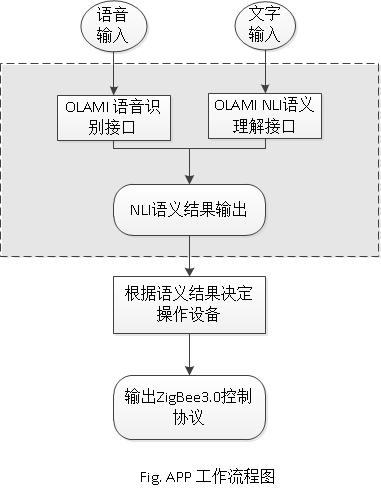 语音
输入
文字
输入
OLAMI 语音识
别接口
OLAMI NLI语义
理解接口
NLI语义结果输出
根据语义结果决定
操作设备
输出ZigBee3.0控制
协议
Fig. APP 工作流程图